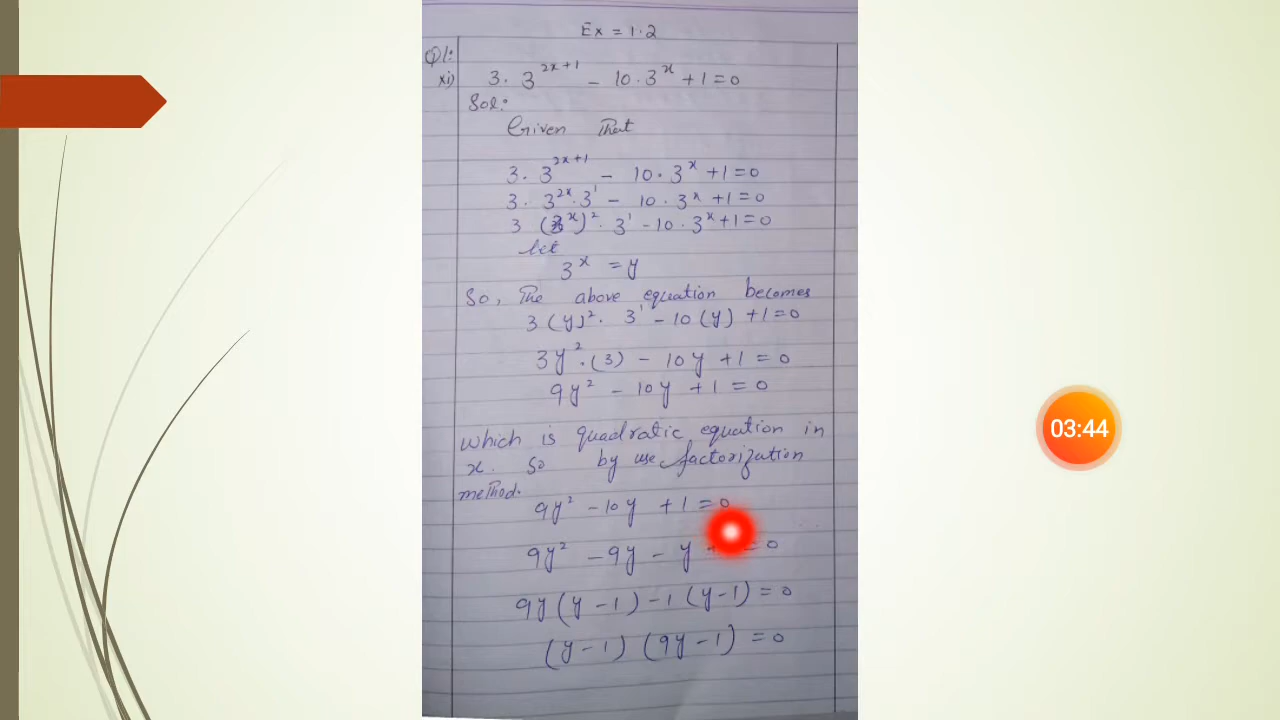 Ex = 1.2
Q1:
xi) 3. 3^{2x+1} - 10.3^x + 1 = 0
Sol:
Given That
3. 3^{2x+1} - 10. 3^x + 1 = 0
3. 3^{2x}. 3^1 - 10. 3^x + 1 = 0
3 (3^x)^2. 3^1 - 10. 3^x + 1 = 0
let
3^x = y
So, The above equation becomes
3 (y)^2. 3^1 - 10 (y) + 1 = 0
3y^2. (3) - 10y + 1 = 0
9y^2 - 10y + 1 = 0
which is quadratic equation in
x. So by use factorization
method.
9y^2 - 10y + 1 = 0
9y^2 - 9y - y + = 0
9y (y - 1) - 1 (y - 1) = 0
(y - 1) (9y - 1) = 0
03:44